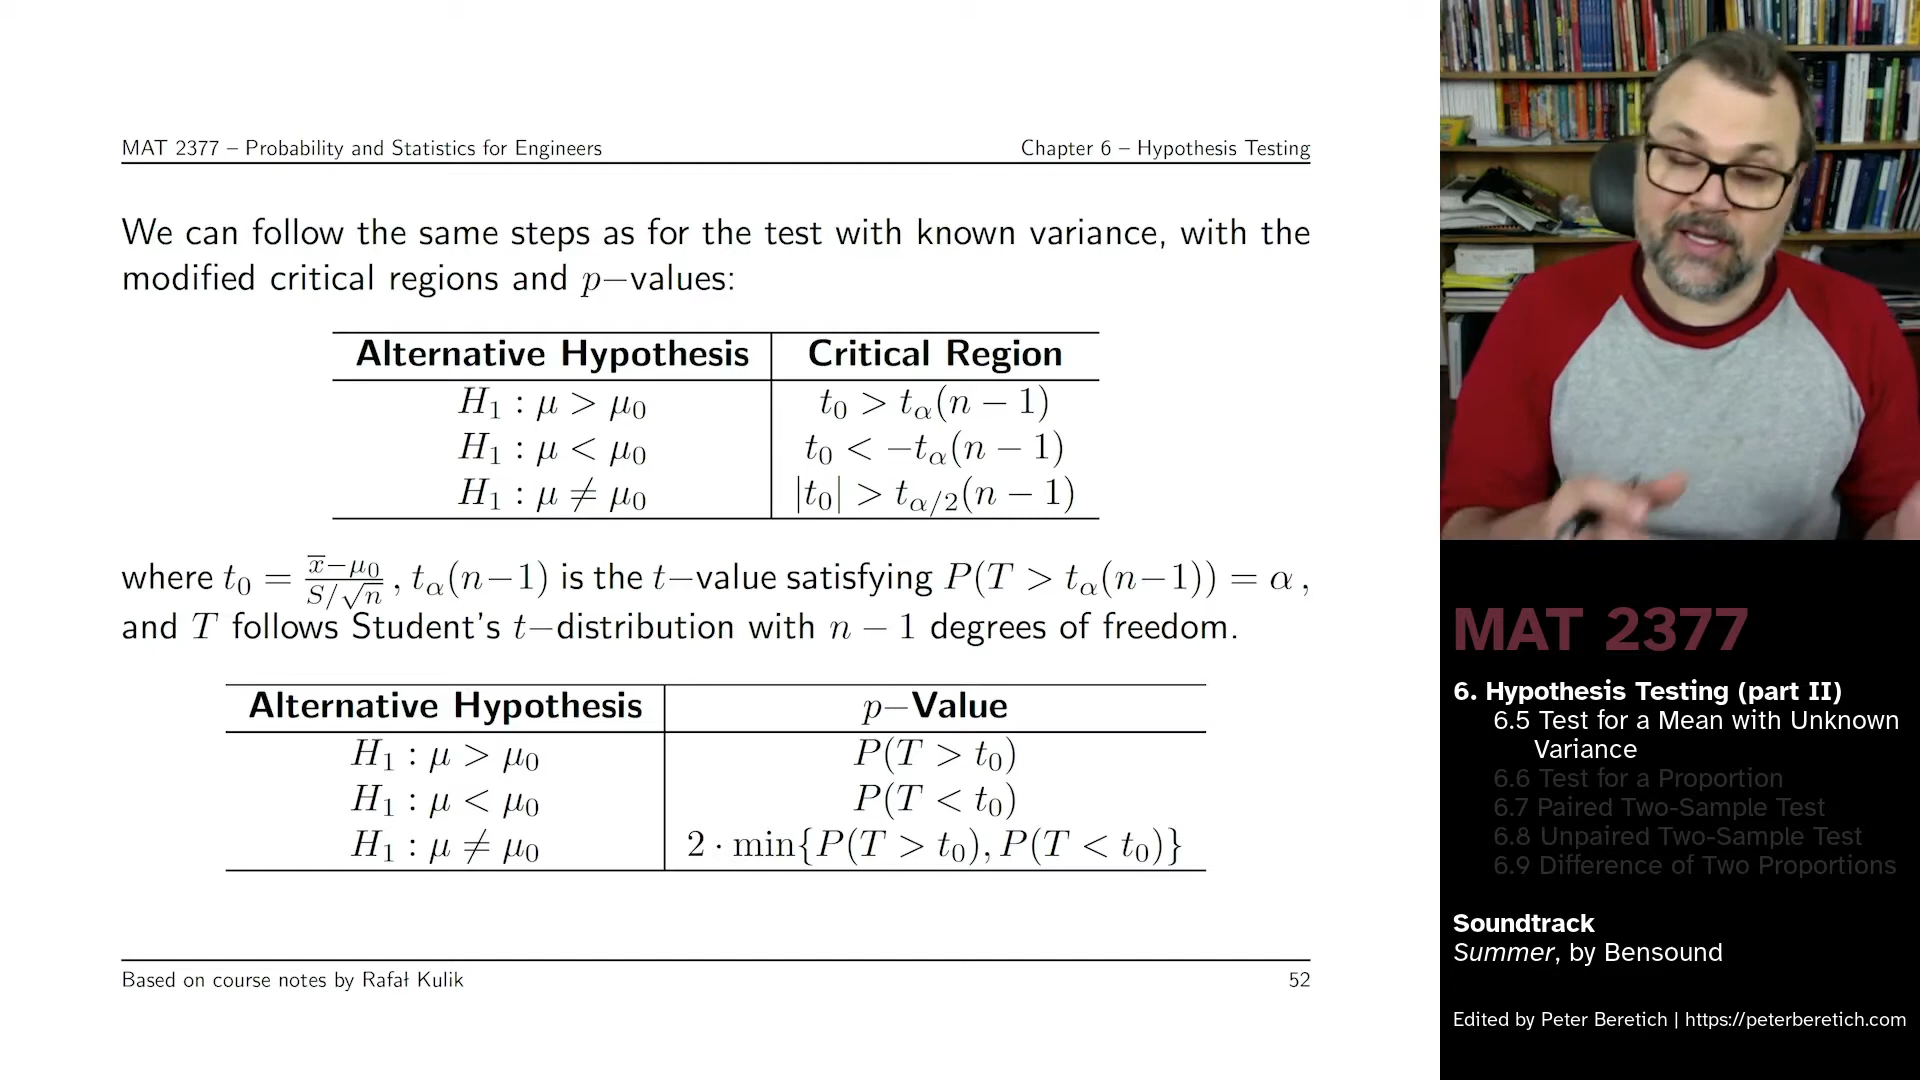 MAT 2377 – Probability and Statistics for Engineers Chapter 6 – Hypothesis Testing
We can follow the same steps as for the test with known variance, with the
modified critical regions and p−values:
Alternative Hypothesis Critical Region
H₁ : μ > μ₀ t₀ > t_α(n − 1)
H₁ : μ < μ₀ t₀ < −t_α(n − 1)
H₁ : μ ≠ μ₀ |t₀| > t_{α/2}(n − 1)
where t₀ = \frac{\overline{x}−μ₀}{S/√n}, t_α(n−1) is the t−value satisfying P(T > t_α(n−1)) = α,
and T follows Student's t−distribution with n − 1 degrees of freedom.
Alternative Hypothesis p−Value
H₁ : μ > μ₀ P(T > t₀)
H₁ : μ < μ₀ P(T < t₀)
H₁ : μ ≠ μ₀ 2 · min{P(T > t₀), P(T < t₀)}
Based on course notes by Rafał Kulik 52
MAT 2377
6. Hypothesis Testing (part II)
6.5 Test for a Mean with Unknown
Variance
6.6 Test for a Proportion
6.7 Paired Two-Sample Test
6.8 Unpaired Two-Sample Test
6.9 Difference of Two Proportions
Soundtrack
Summer, by Bensound
Edited by Peter Beretich | https://peterberetich.com